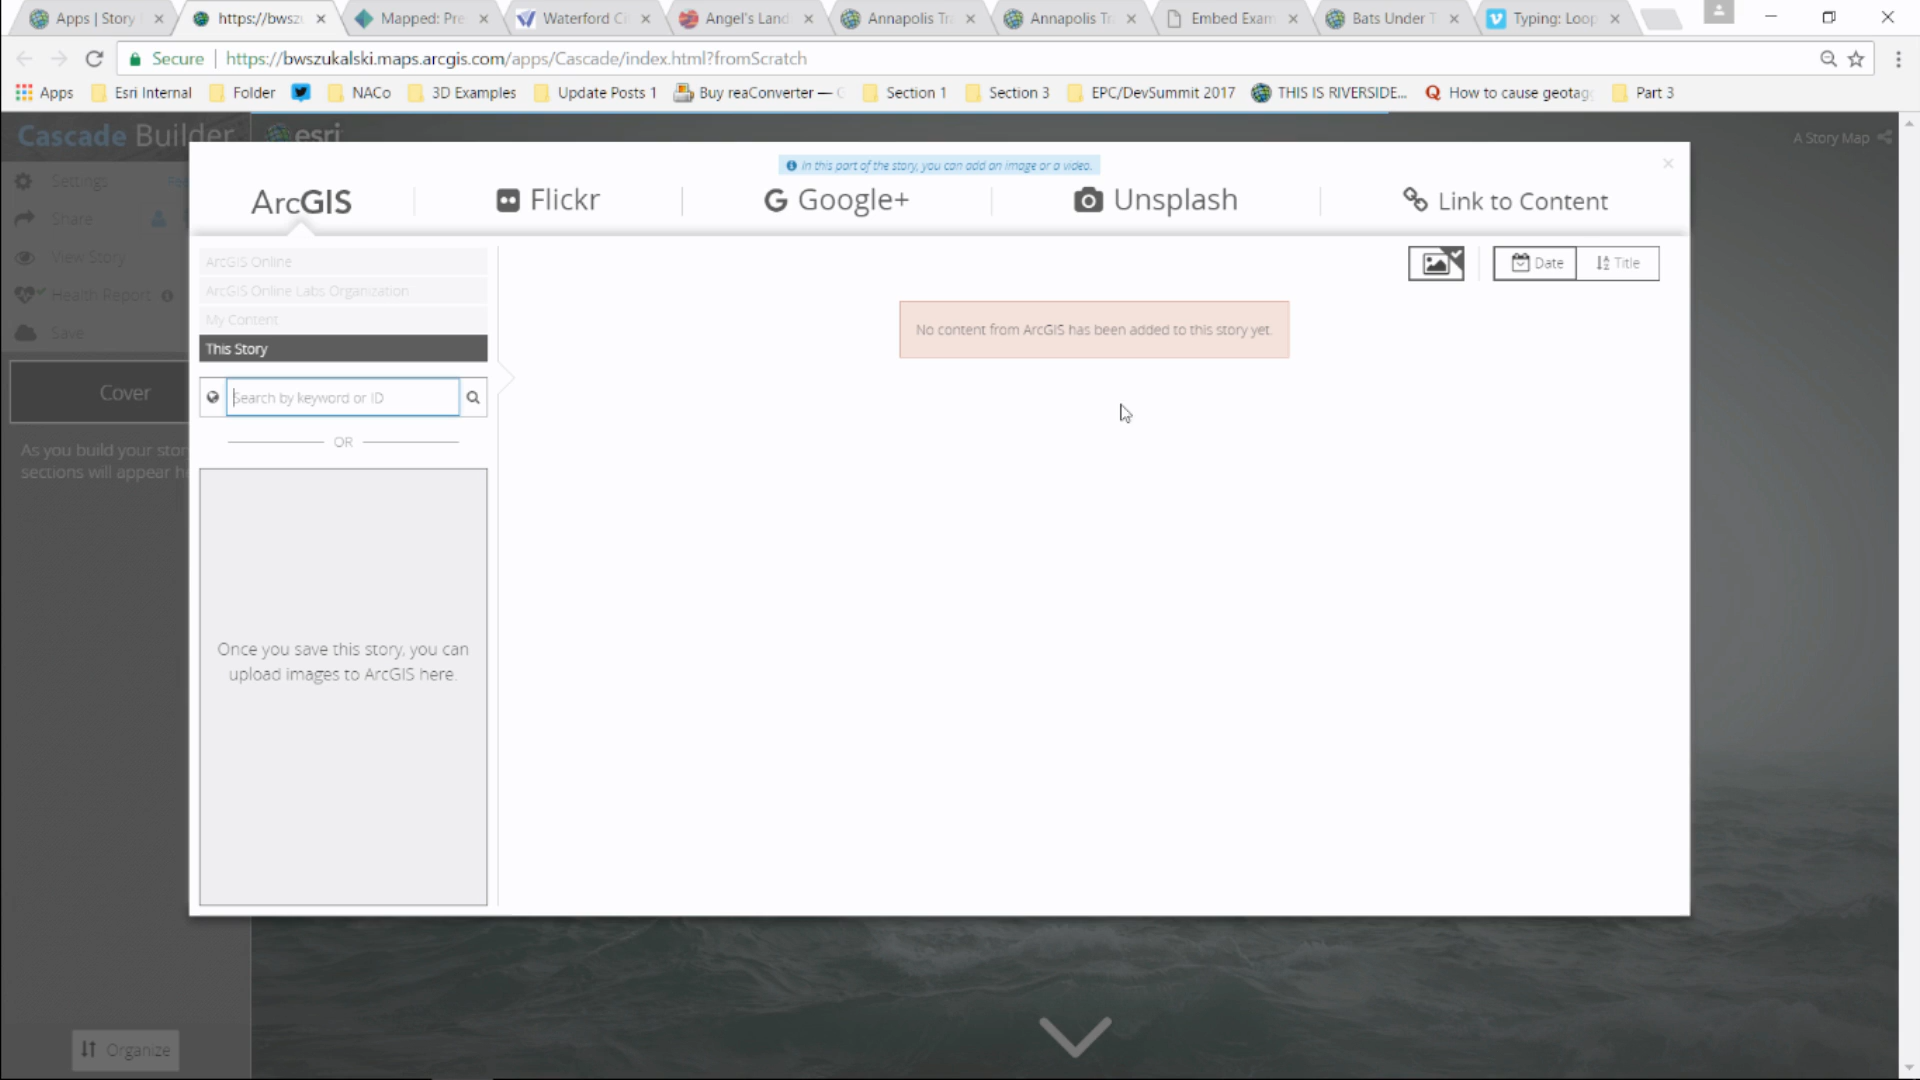 Apps | Story
https://bwsz
Mapped: Pre
Waterford Ci
Angel's Land
Annapolis Tr
Annapolis Tr
Embed Exam
Bats Under T
Typing: Loop
Secure
https://bwszukalski.maps.arcgis.com/apps/Cascade/index.html?fromScratch
Apps
Esri Internal
Folder
NACo
3D Examples
Update Posts 1
Buy reaConverter —
Section 1
Section 3
EPC/DevSummit 2017
THIS IS RIVERSIDE...
How to cause geotag
Part 3
Cascade Builder
esri
A Story Map
In this part of the story, you can add an image or a video.
ArcGIS
Flickr
Google+
Unsplash
Link to Content
Settings
Share
View Story
Health Report
Save
Cover
As you build your stor
sections will appear h
Organize
ArcGIS Online
ArcGIS Online Labs Organization
My Content
This Story
Search by keyword or ID
OR
Once you save this story, you can
upload images to ArcGIS here.
Date
Title
No content from ArcGIS has been added to this story yet.